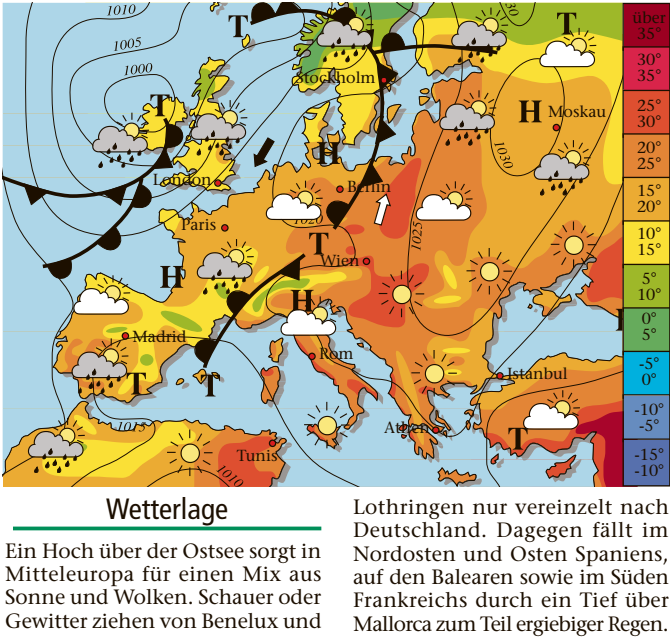 1010
1030
über
35°
T
T
1005
30°
35°
1000
Stockholm
T
25°
30°
H
Moskau
20°
25°
1030
H
London
Berlin
15°
20°
1020
Paris
1025
10°
15°
T
Wien
H
5°
10°
H
0°
5°
Madrid
Rom
-5°
0°
T
T
Istanbul
-10°
-5°
1015
Athen
T
Tunis
1010
-15°
-10°
Wetterlage
Ein Hoch über der Ostsee sorgt in
Mitteleuropa für einen Mix aus
Sonne und Wolken. Schauer oder
Gewitter ziehen von Benelux und
Lothringen nur vereinzelt nach
Deutschland. Dagegen fällt im
Nordosten und Osten Spaniens,
auf den Balearen sowie im Süden
Frankreichs durch ein Tief über
Mallorca zum Teil ergiebiger Regen.